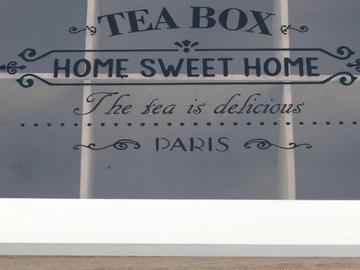 TEA BOX
HOME SWEET HOME
The tea is delicious
PARIS